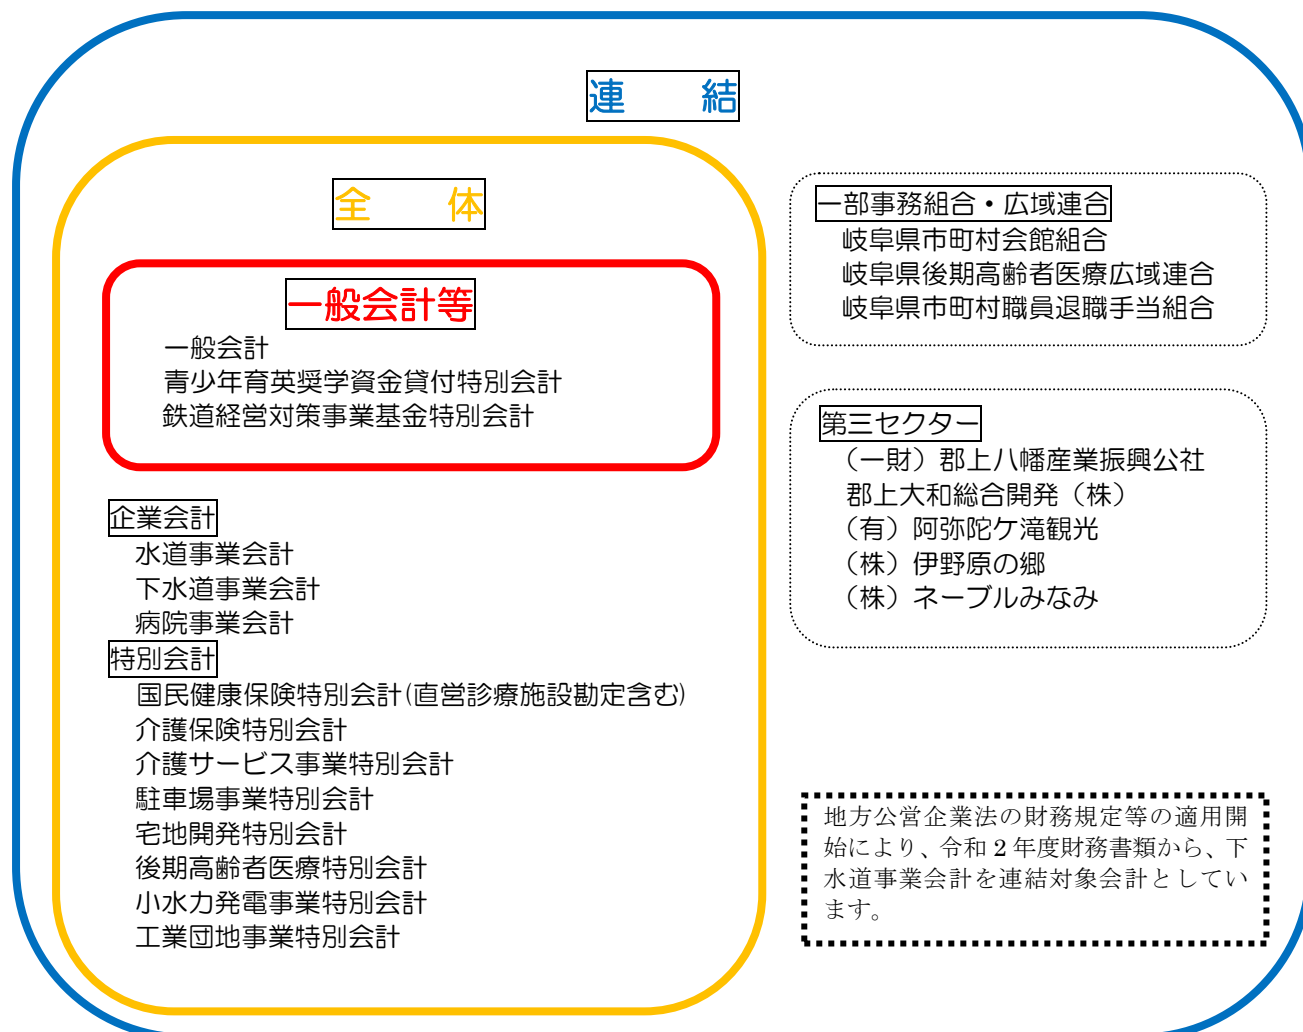 連　結
全　体
一般会計等
一般会計
青少年育英奨学資金貸付特別会計
鉄道経営対策事業基金特別会計
企業会計
水道事業会計
下水道事業会計
病院事業会計
特別会計
国民健康保険特別会計(直営診療施設勘定含む)
介護保険特別会計
介護サービス事業特別会計
駐車場事業特別会計
宅地開発特別会計
後期高齢者医療特別会計
小水力発電事業特別会計
工業団地事業特別会計
一部事務組合・広域連合
岐阜県市町村会館組合
岐阜県後期高齢者医療広域連合
岐阜県市町村職員退職手当組合
第三セクター
（一財）郡上八幡産業振興公社
郡上大和総合開発（株）
（有）阿弥陀ケ滝観光
（株）伊野原の郷
（株）ネーブルみなみ
地方公営企業法の財務規定等の適用開
始により、令和 2 年度財務書類から、下
水道事業会計を連結対象会計としてい
ます。